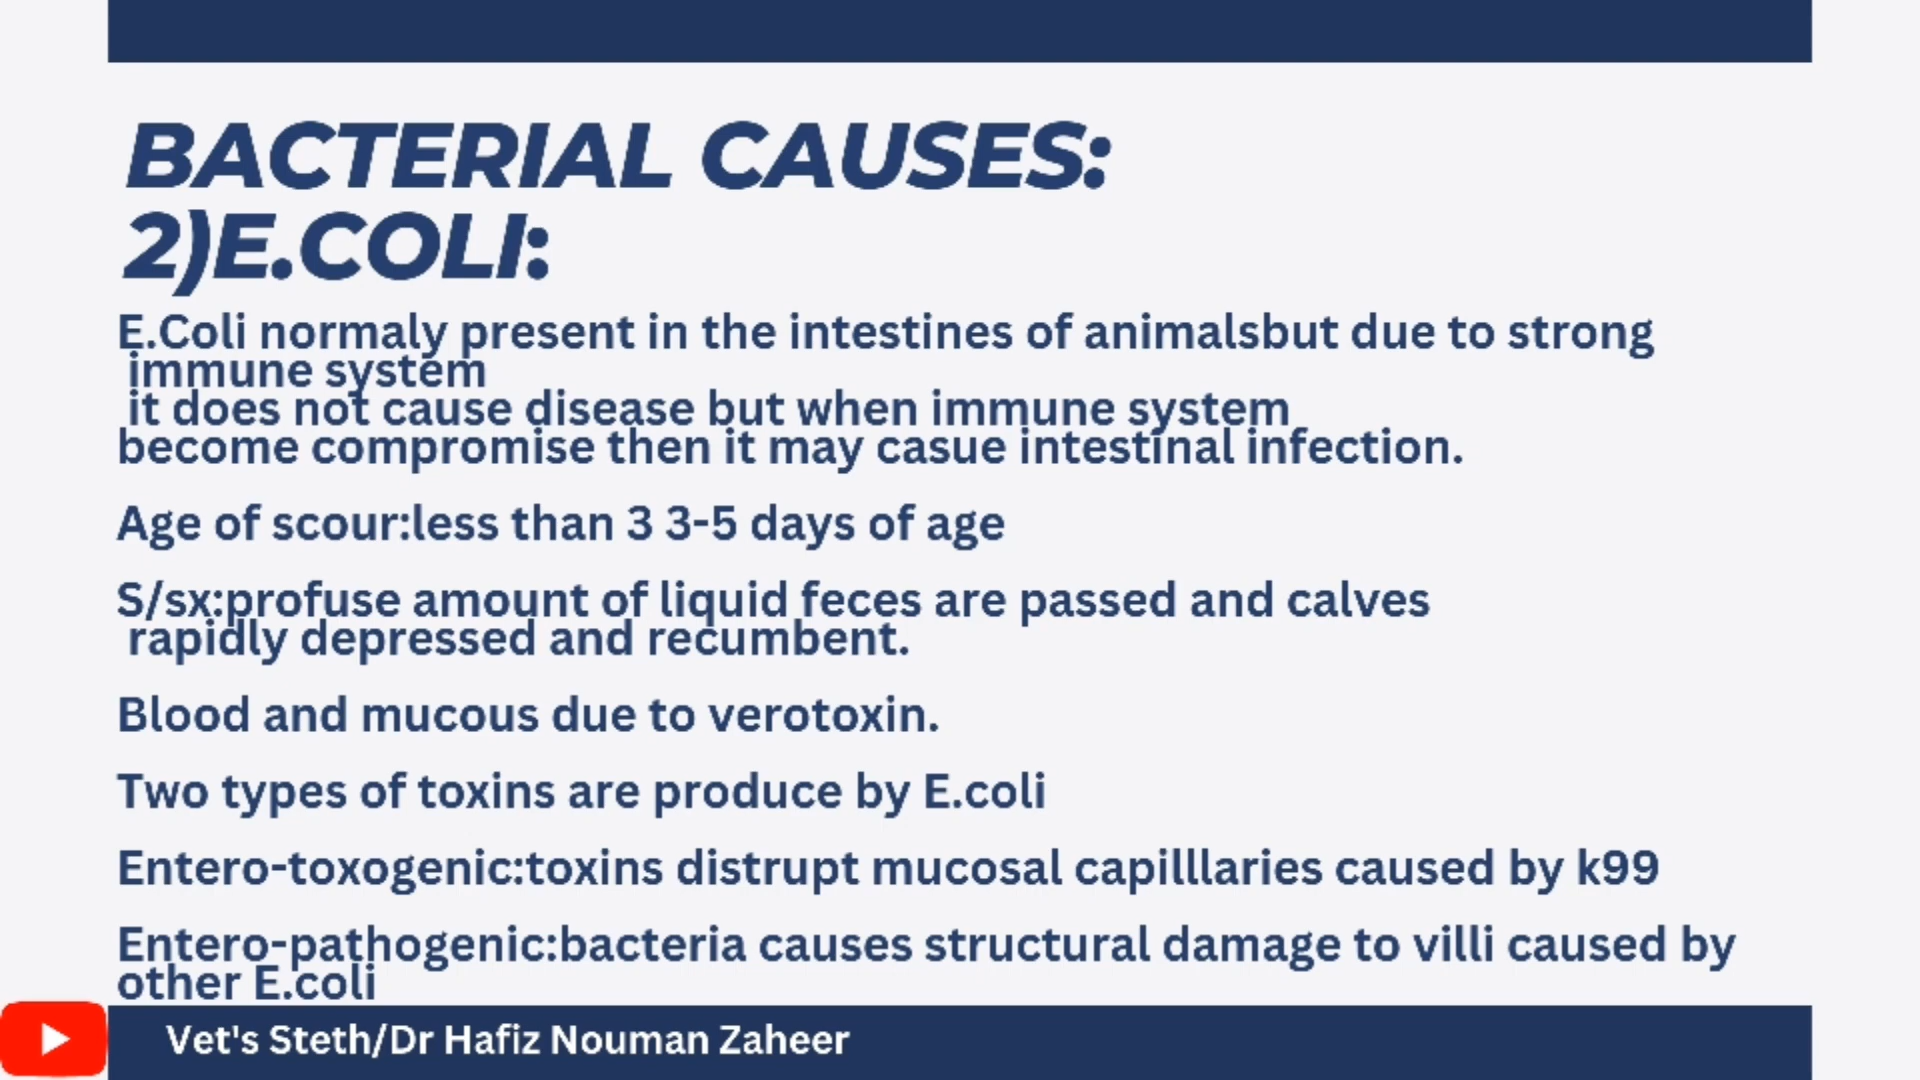 BACTERIAL CAUSES:
2)E.COLI:
E.Coli normaly present in the intestines of animalsbut due to strong
immune system
it does not cause disease but when immune system
become compromise then it may casue intestinal infection.
Age of scour:less than 3 3-5 days of age
S/sx:profuse amount of liquid feces are passed and calves
rapidly depressed and recumbent.
Blood and mucous due to verotoxin.
Two types of toxins are produce by E.coli
Entero-toxogenic:toxins distrupt mucosal capilllaries caused by k99
Entero-pathogenic:bacteria causes structural damage to villi caused by
other E.coli
Vet's Steth/Dr Hafiz Nouman Zaheer